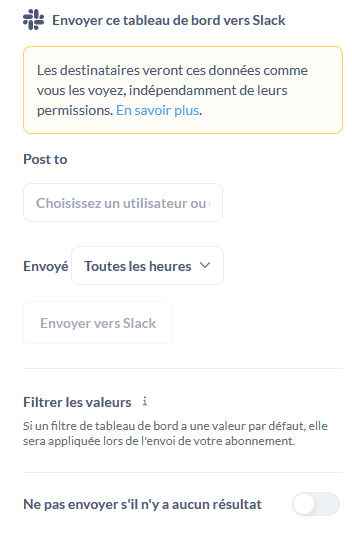 Envoyer ce tableau de bord vers Slack
Les destinataires veront ces données comme
vous les voyez, indépendamment de leurs
permissions. En savoir plus.
Post to
Choisissez un utilisateur ou
Envoyé Toutes les heures
Envoyer vers Slack
Filtrer les valeurs
Si un filtre de tableau de bord a une valeur par défaut, elle
sera appliquée lors de l'envoi de votre abonnement.
Ne pas envoyer s'il n'y a aucun résultat